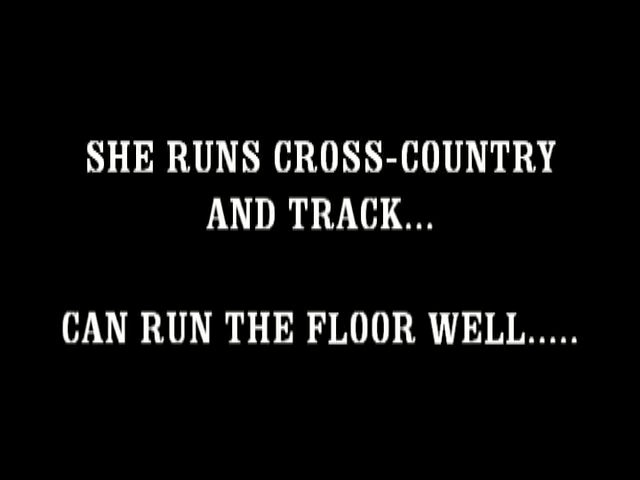 SHE RUNS CROSS-COUNTRY
AND TRACK...
CAN RUN THE FLOOR WELL.....